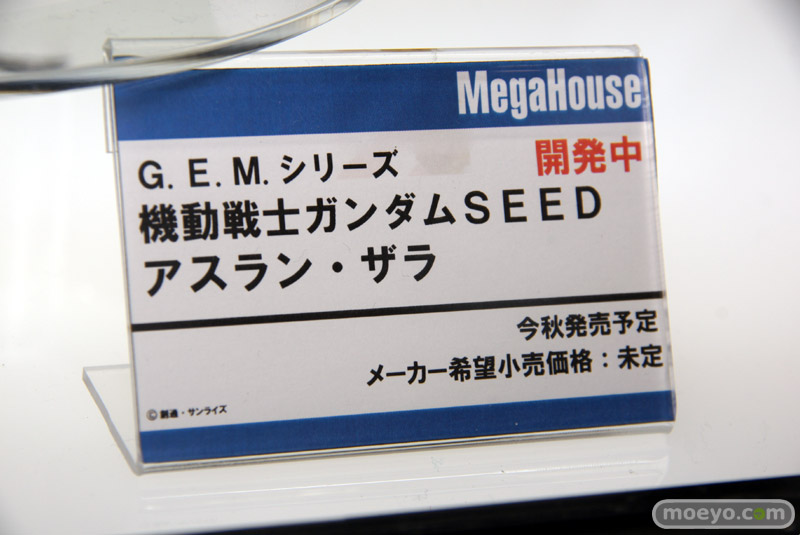 MegaHouse
G.E.M.シリーズ
開発中
機動戦士ガンダムSEED
アスラン・ザラ
今秋発売予定
メーカー希望小売価格：未定
©創通・サンライズ
moeyo.com